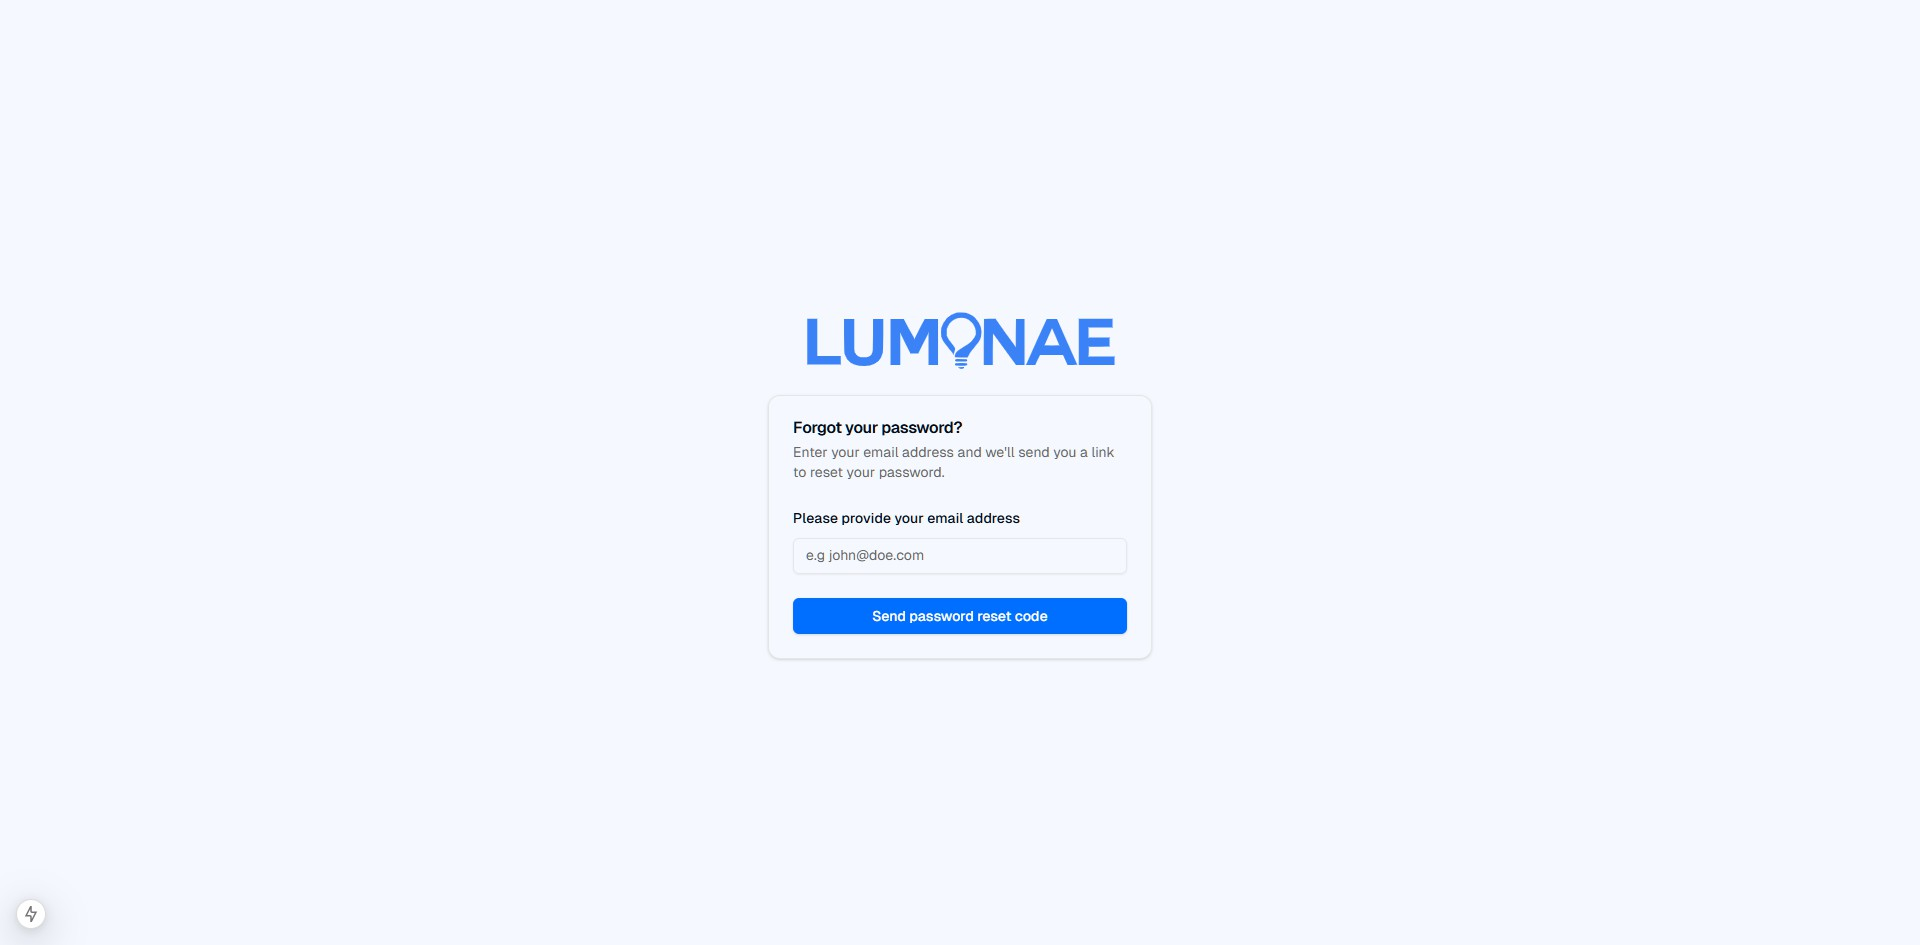 LUMONAE
Forgot your password?
Enter your email address and we'll send you a link
to reset your password.
Please provide your email address
e.g john@doe.com
Send password reset code